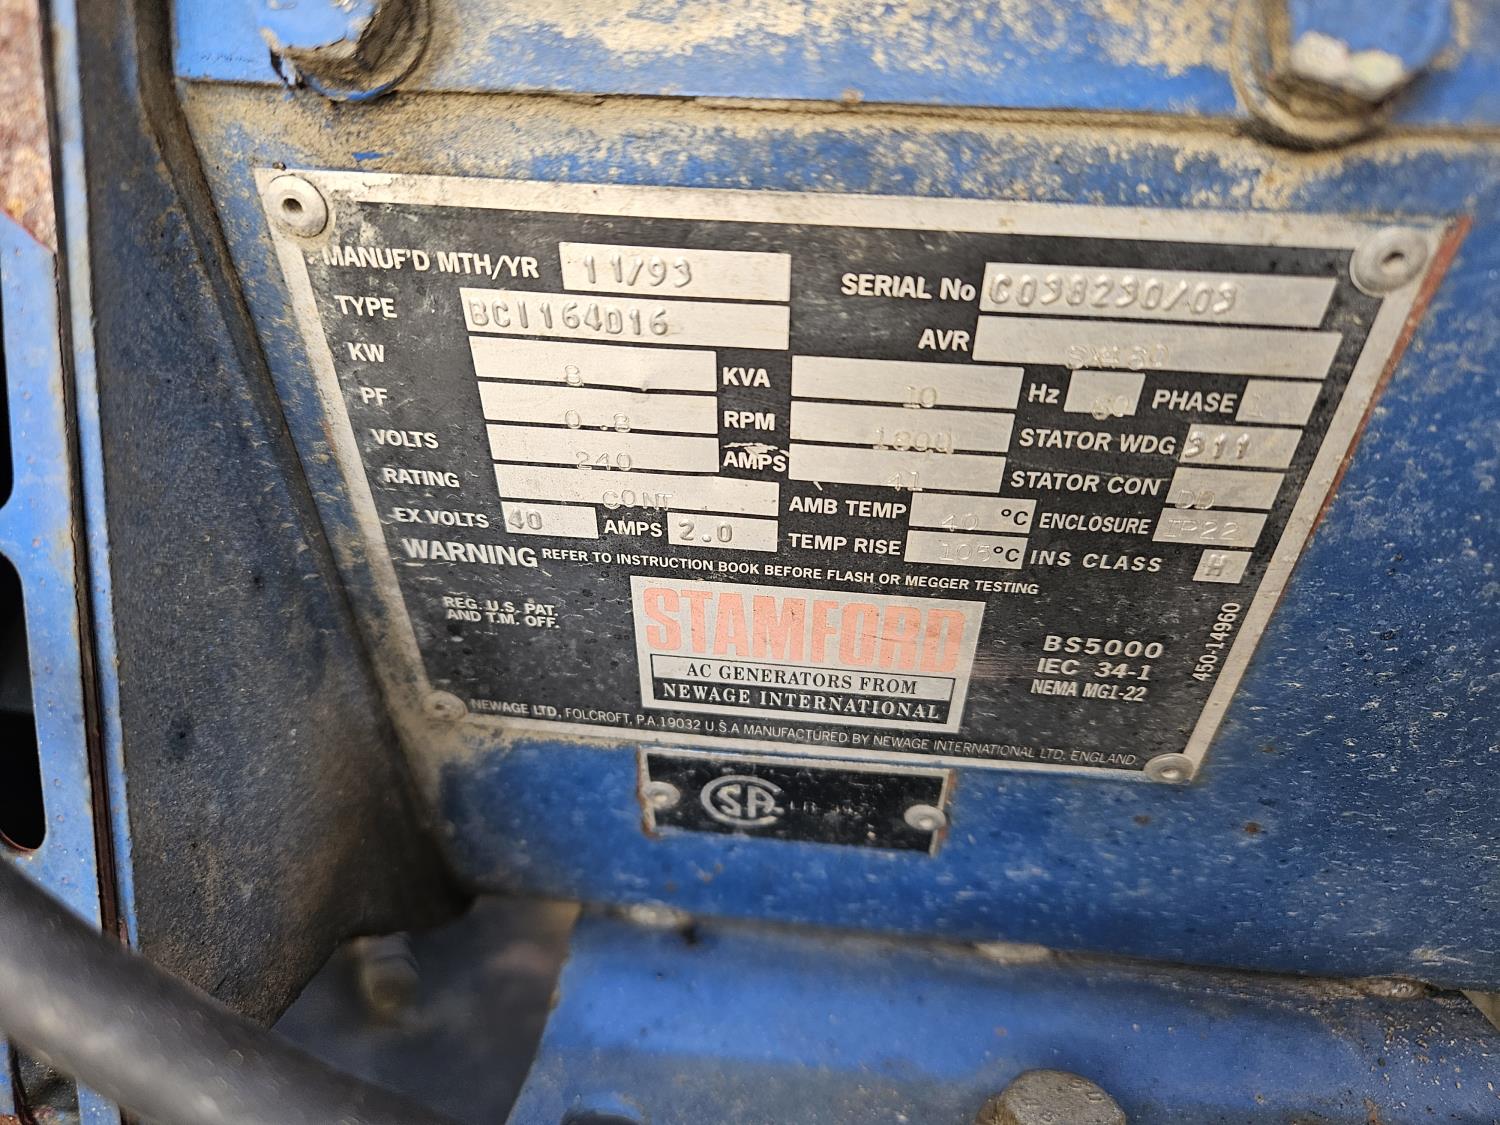 MANUF'D MTH/YR 11/93
SERIAL No C038230/03
TYPE BCI164D16
AVR SX460
KW 8 KVA 10 Hz 60 PHASE 1
PF 0.8 RPM 1800 STATOR WDG 311
VOLTS 240 AMPS 41 STATOR CON DD
RATING CONT AMB TEMP 40 °C ENCLOSURE IP22
EX VOLTS 40 AMPS 2.0 TEMP RISE 105 °C INS CLASS H
WARNING REFER TO INSTRUCTION BOOK BEFORE FLASH OR MEGGER TESTING
REG. U.S. PAT.
AND T.M. OFF.
STAMFORD
AC GENERATORS FROM
NEWAGE INTERNATIONAL
BS5000
IEC 34-1
NEMA MG1-22
450-14960
NEWAGE LTD, FOLCROFT, P.A.19032 U.S.A MANUFACTURED BY NEWAGE INTERNATIONAL LTD. ENGLAND.
CSA